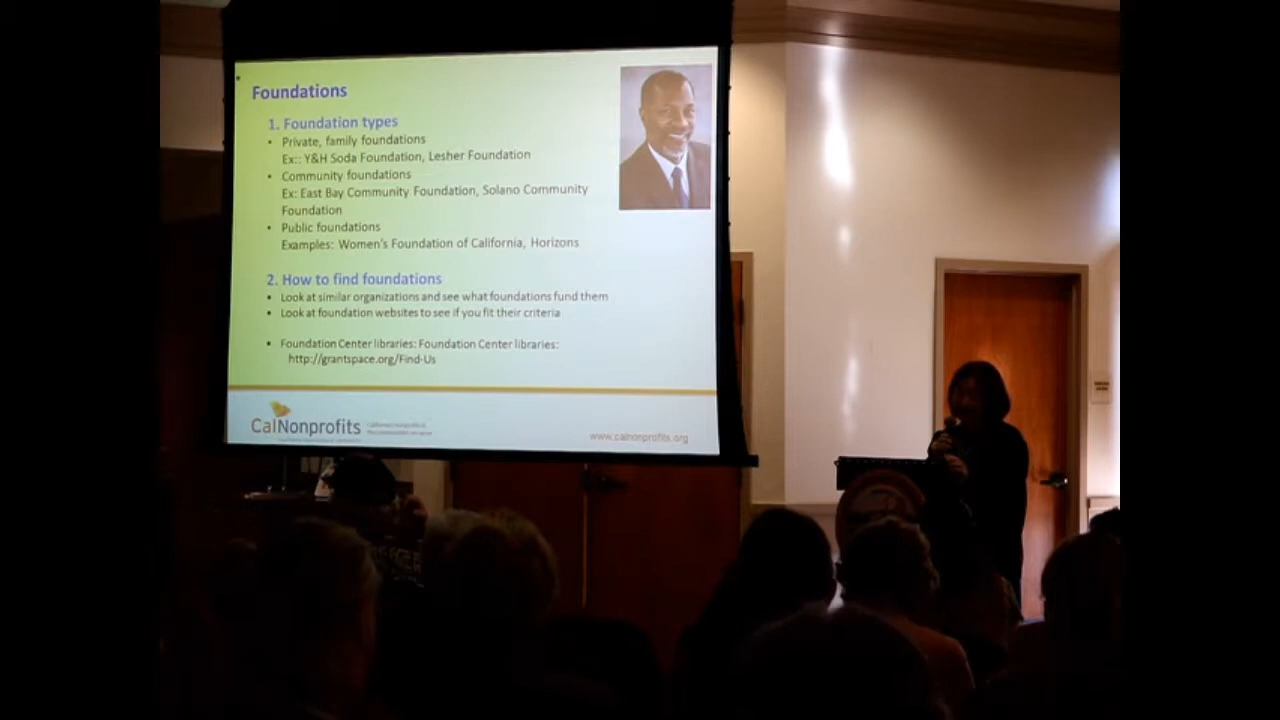 Foundations
1. Foundation types
• Private, family foundations
Ex:: Y&H Soda Foundation, Lesher Foundation
• Community foundations
Ex: East Bay Community Foundation, Solano Community
Foundation
• Public foundations
Examples: Women's Foundation of California, Horizons
2. How to find foundations
• Look at similar organizations and see what foundations fund them
• Look at foundation websites to see if you fit their criteria
• Foundation Center libraries: Foundation Center libraries:
http://grantspace.org/Find-Us
CalNonprofits
www.calnonprofits.org